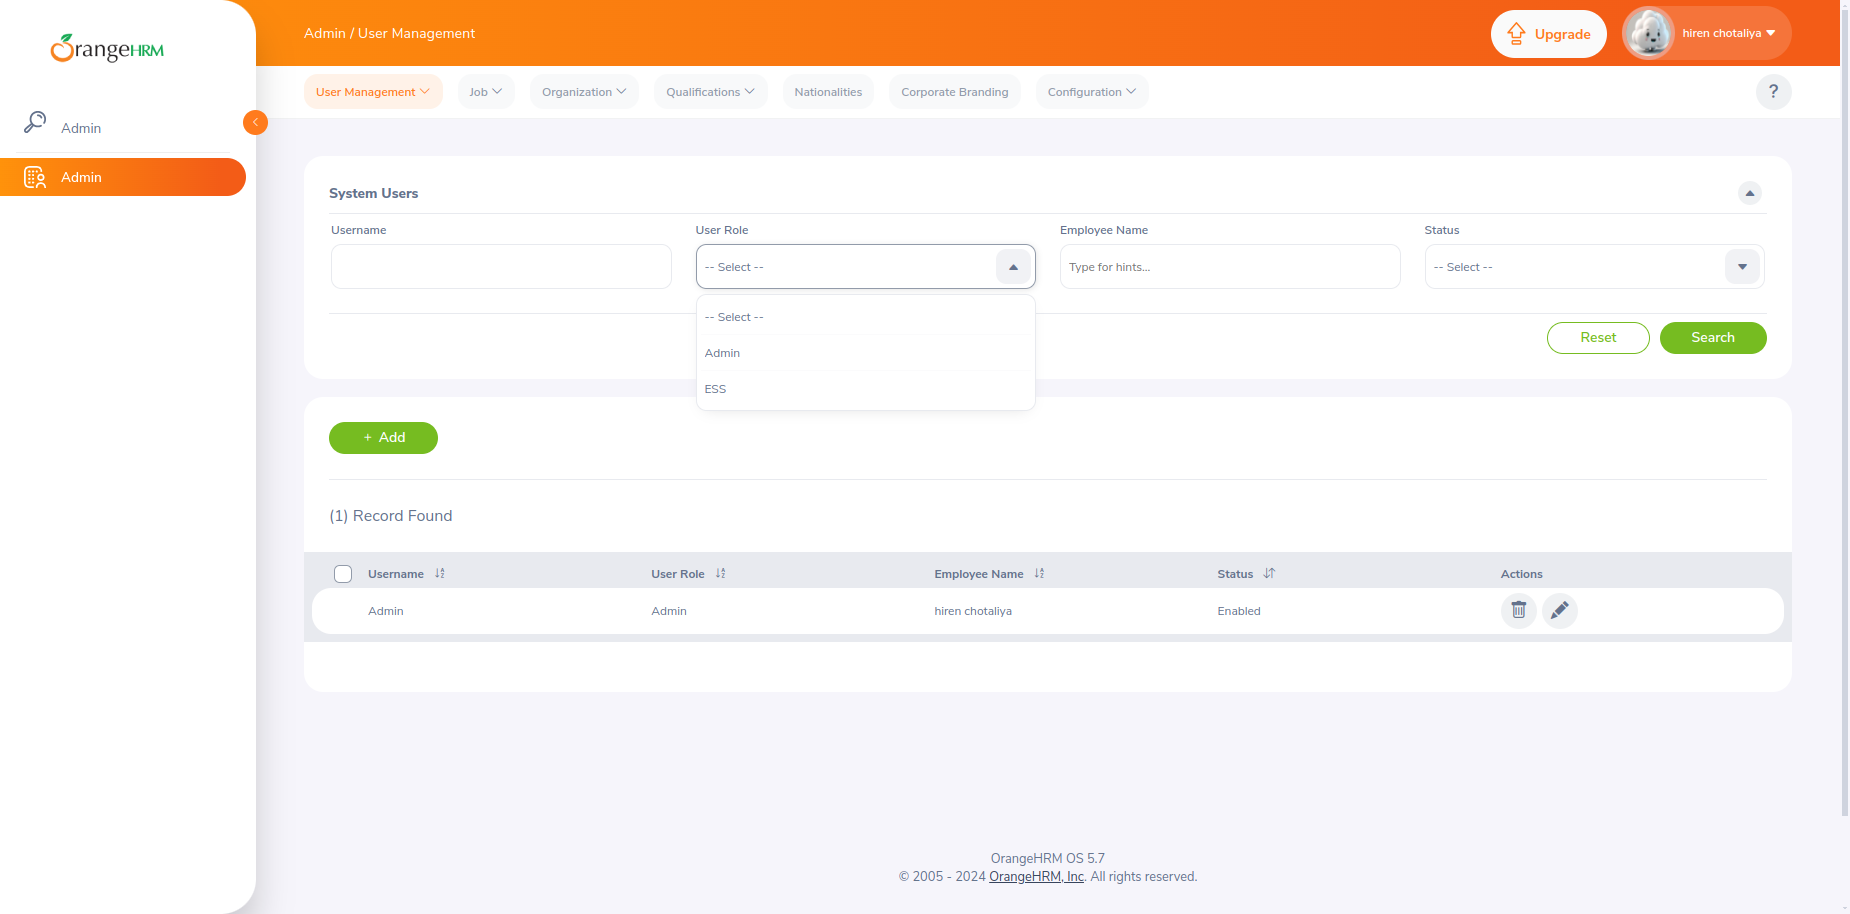 OrangeHRM
Admin / User Management
Upgrade
hiren chotaliya
User Management
Job
Organization
Qualifications
Nationalities
Corporate Branding
Configuration
?
Admin
Admin
System Users
Username
User Role
Employee Name
Status
-- Select --
Type for hints...
-- Select --
-- Select --
Admin
ESS
Reset
Search
+ Add
(1) Record Found
Username
User Role
Employee Name
Status
Actions
Admin
Admin
hiren chotaliya
Enabled
OrangeHRM OS 5.7
© 2005 - 2024 OrangeHRM, Inc. All rights reserved.